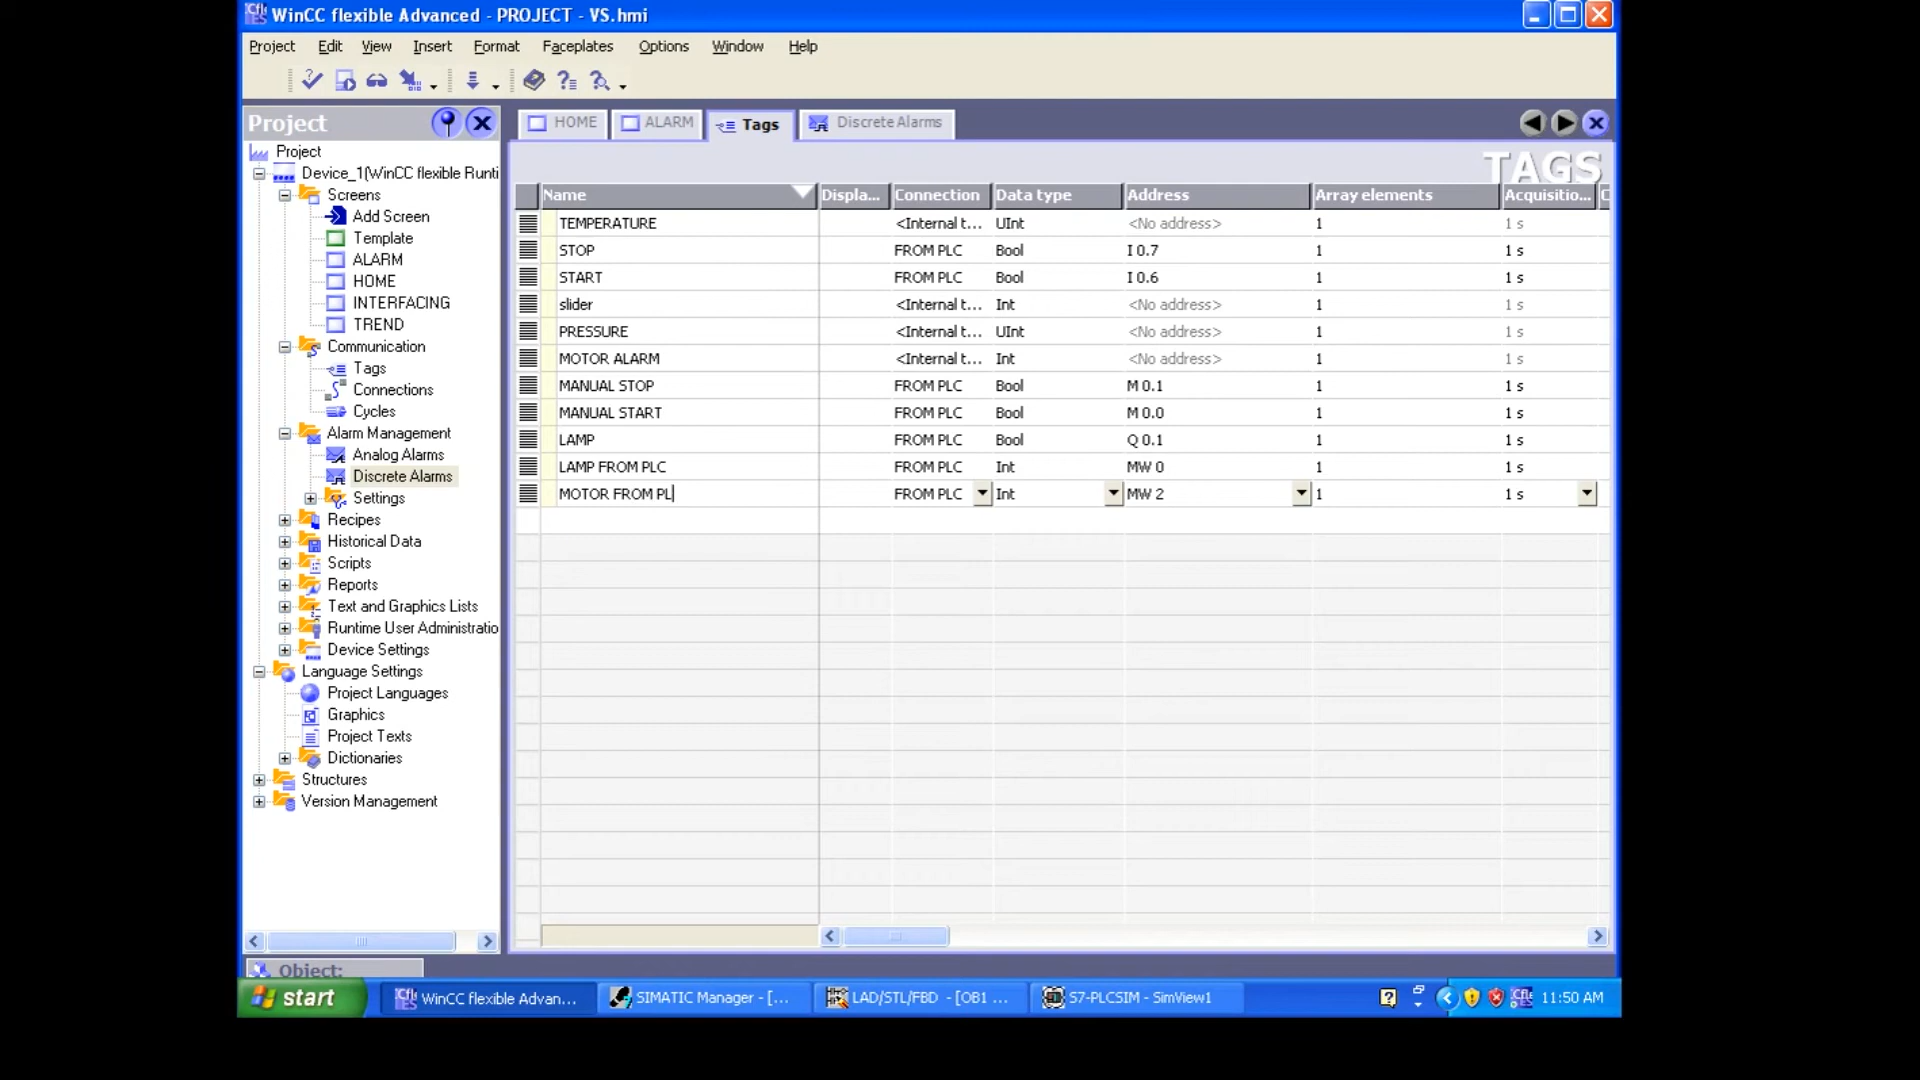 WinCC flexible Advanced - PROJECT - VS.hmi
Project Edit View Insert Format Faceplates Options Window Help
Project
HOME ALARM Tags Discrete Alarms
TAGS
Project
Device_1(WinCC flexible Runti
Screens
Add Screen
Template
ALARM
HOME
INTERFACING
TREND
Communication
Tags
Connections
Cycles
Alarm Management
Analog Alarms
Discrete Alarms
Settings
Recipes
Historical Data
Scripts
Reports
Text and Graphics Lists
Runtime User Administratio
Device Settings
Language Settings
Project Languages
Graphics
Project Texts
Dictionaries
Structures
Version Management
Name Displa... Connection Data type Address Array elements Acquisitio... C
TEMPERATURE <Internal t... UInt <No address> 1 1 s
STOP FROM PLC Bool I 0.7 1 1 s
START FROM PLC Bool I 0.6 1 1 s
slider <Internal t... Int <No address> 1 1 s
PRESSURE <Internal t... UInt <No address> 1 1 s
MOTOR ALARM <Internal t... Int <No address> 1 1 s
MANUAL STOP FROM PLC Bool M 0.1 1 1 s
MANUAL START FROM PLC Bool M 0.0 1 1 s
LAMP FROM PLC Bool Q 0.1 1 1 s
LAMP FROM PLC FROM PLC Int MW 0 1 1 s
MOTOR FROM PL FROM PLC Int MW 2 1 1 s
Object:
start WinCC flexible Advan... SIMATIC Manager - [... LAD/STL/FBD - [OB1 ... S7-PLCSIM - SimView1 11:50 AM